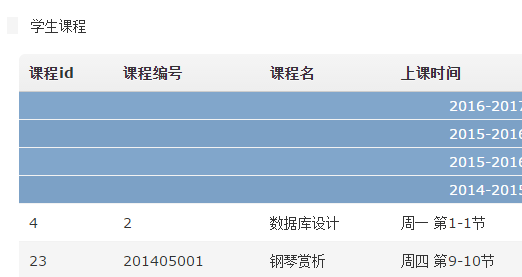 学生课程
课程id 课程编号 课程名 上课时间
2016-2017
2015-2016
2015-2016
2014-2015
4 2 数据库设计 周一 第1-1节
23 201405001 钢琴赏析 周四 第9-10节